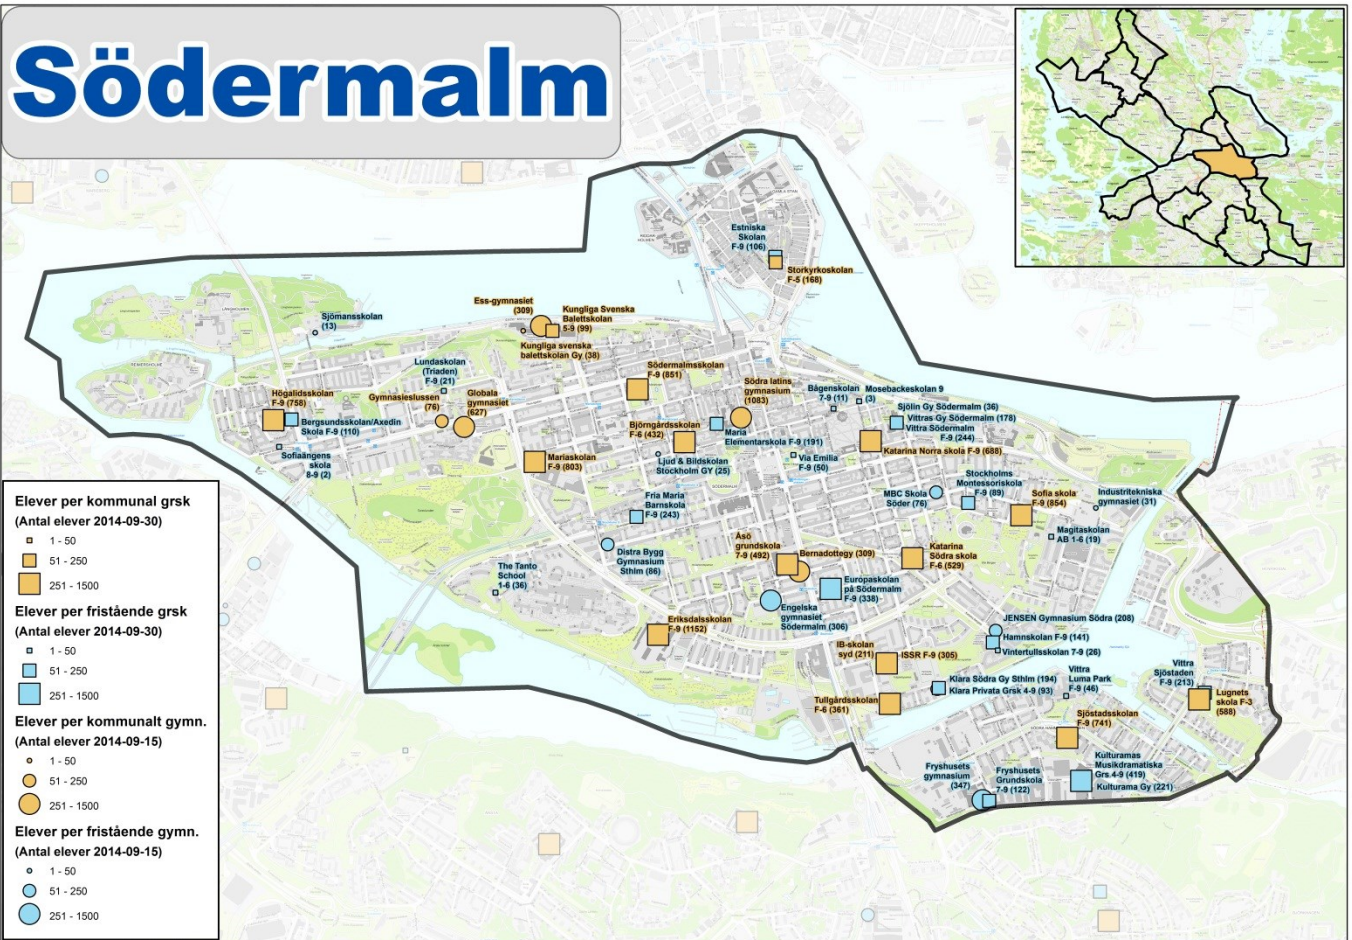 Södermalm
Estniska
Skolan
F-9 (106)
Storkyrkoskolan
F-5 (168)
Sjömansskolan
(13)
Ess-gymnasiet
(309)
Kungliga Svenska
Balettskolan
5-9 (99)
Kungliga svenska
balettskolan Gy (38)
Lundaskolan
(Triaden)
F-9 (21)
Högalidsskolan
F-9 (758)
Bergsundsskolan/Axedin
Skola F-9 (110)
Sofiaängens
skola
8-9 (2)
Gymnasieslussen
(76)
Globala
gymnasiet
(627)
Södermalmsskolan
F-9 (851)
Södra latins
gymnasium
(1083)
Bågenskolan
7-9 (11)
Mosebackeskolan 9
(3)
Sjölin Gy Södermalm (36)
Vittras Gy Södermalm (178)
Vittra Södermalm
F-9 (244)
Björngårdsskolan
F-6 (432)
Maria
Elementarskola F-9 (191)
Katarina Norra skola F-9 (688)
Mariaskolan
F-9 (803)
Ljud & Bildskolan
Stockholm GY (25)
Via Emilia
F-9 (50)
Stockholms
Montessoriskola
F-9 (89)
MBC Skola
Söder (76)
Sofia skola
F-9 (854)
Industritekniska
gymnasiet (31)
Fria Maria
Barnskola
F-9 (243)
Magitaskolan
AB 1-6 (19)
Distra Bygg
Gymnasium
Sthlm (86)
Åsö
grundskola
7-9 (492)
Bernadottegy (309)
Katarina
Södra skola
F-6 (529)
The Tanto
School
1-6 (36)
Europaskolan
på Södermalm
F-9 (338)
Engelska
gymnasiet
Södermalm (306)
Eriksdalsskolan
F-9 (1152)
JENSEN Gymnasium Södra (208)
Hamnskolan F-9 (141)
Vintertullsskolan 7-9 (26)
IB-skolan
syd (211)
ISSR F-9 (305)
Klara Södra Gy Sthlm (194)
Klara Privata Grsk 4-9 (93)
Vittra
Luma Park
F-9 (46)
Vittra
Sjöstaden
F-9 (213)
Lugnets
skola F-3
(588)
Tullgårdsskolan
F-6 (361)
Sjöstadsskolan
F-9 (741)
Kulturamas
Musikdramatiska
Grs 4-9 (419)
Kulturama Gy (221)
Fryshusets
gymnasium
(347)
Fryshusets
Grundskola
7-9 (122)
Elever per kommunal grsk
(Antal elever 2014-09-30)
1 - 50
51 - 250
251 - 1500
Elever per fristående grsk
(Antal elever 2014-09-30)
1 - 50
51 - 250
251 - 1500
Elever per kommunalt gymn.
(Antal elever 2014-09-15)
1 - 50
51 - 250
251 - 1500
Elever per fristående gymn.
(Antal elever 2014-09-15)
1 - 50
51 - 250
251 - 1500